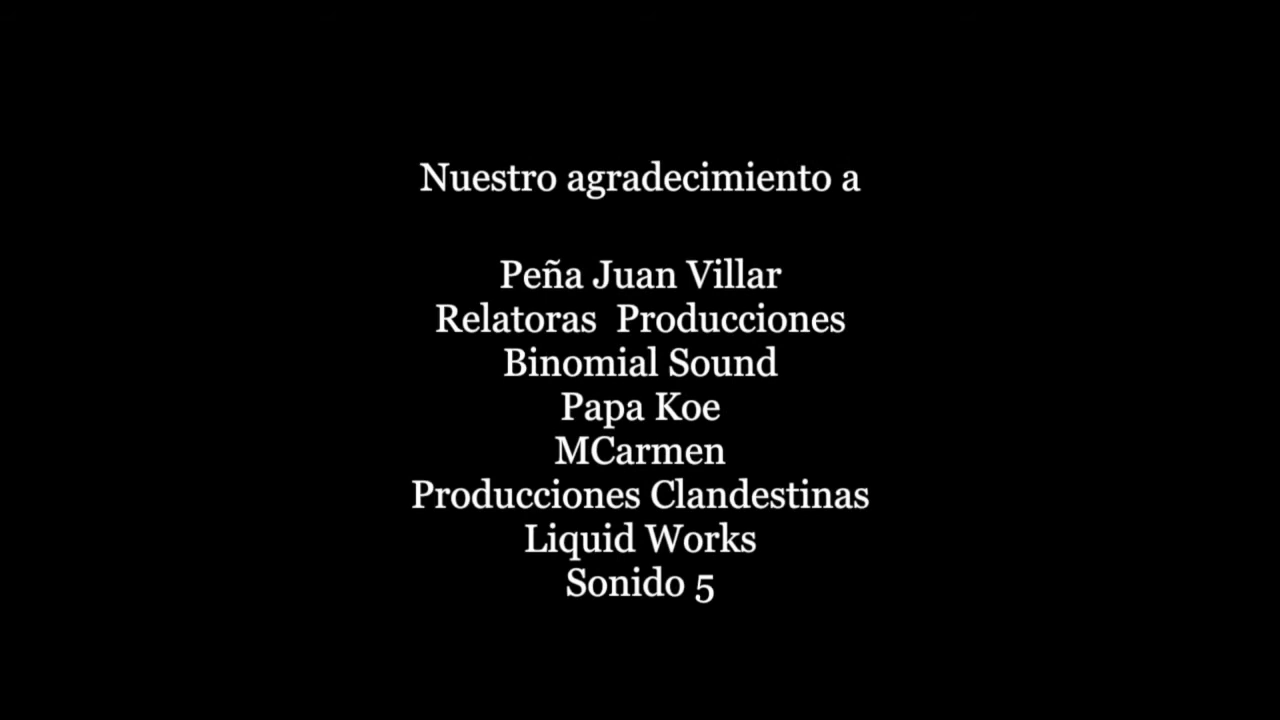 Nuestro agradecimiento a
Peña Juan Villar
Relatoras  Producciones
Binomial Sound
Papa Koe
MCarmen
Producciones Clandestinas
Liquid Works
Sonido 5